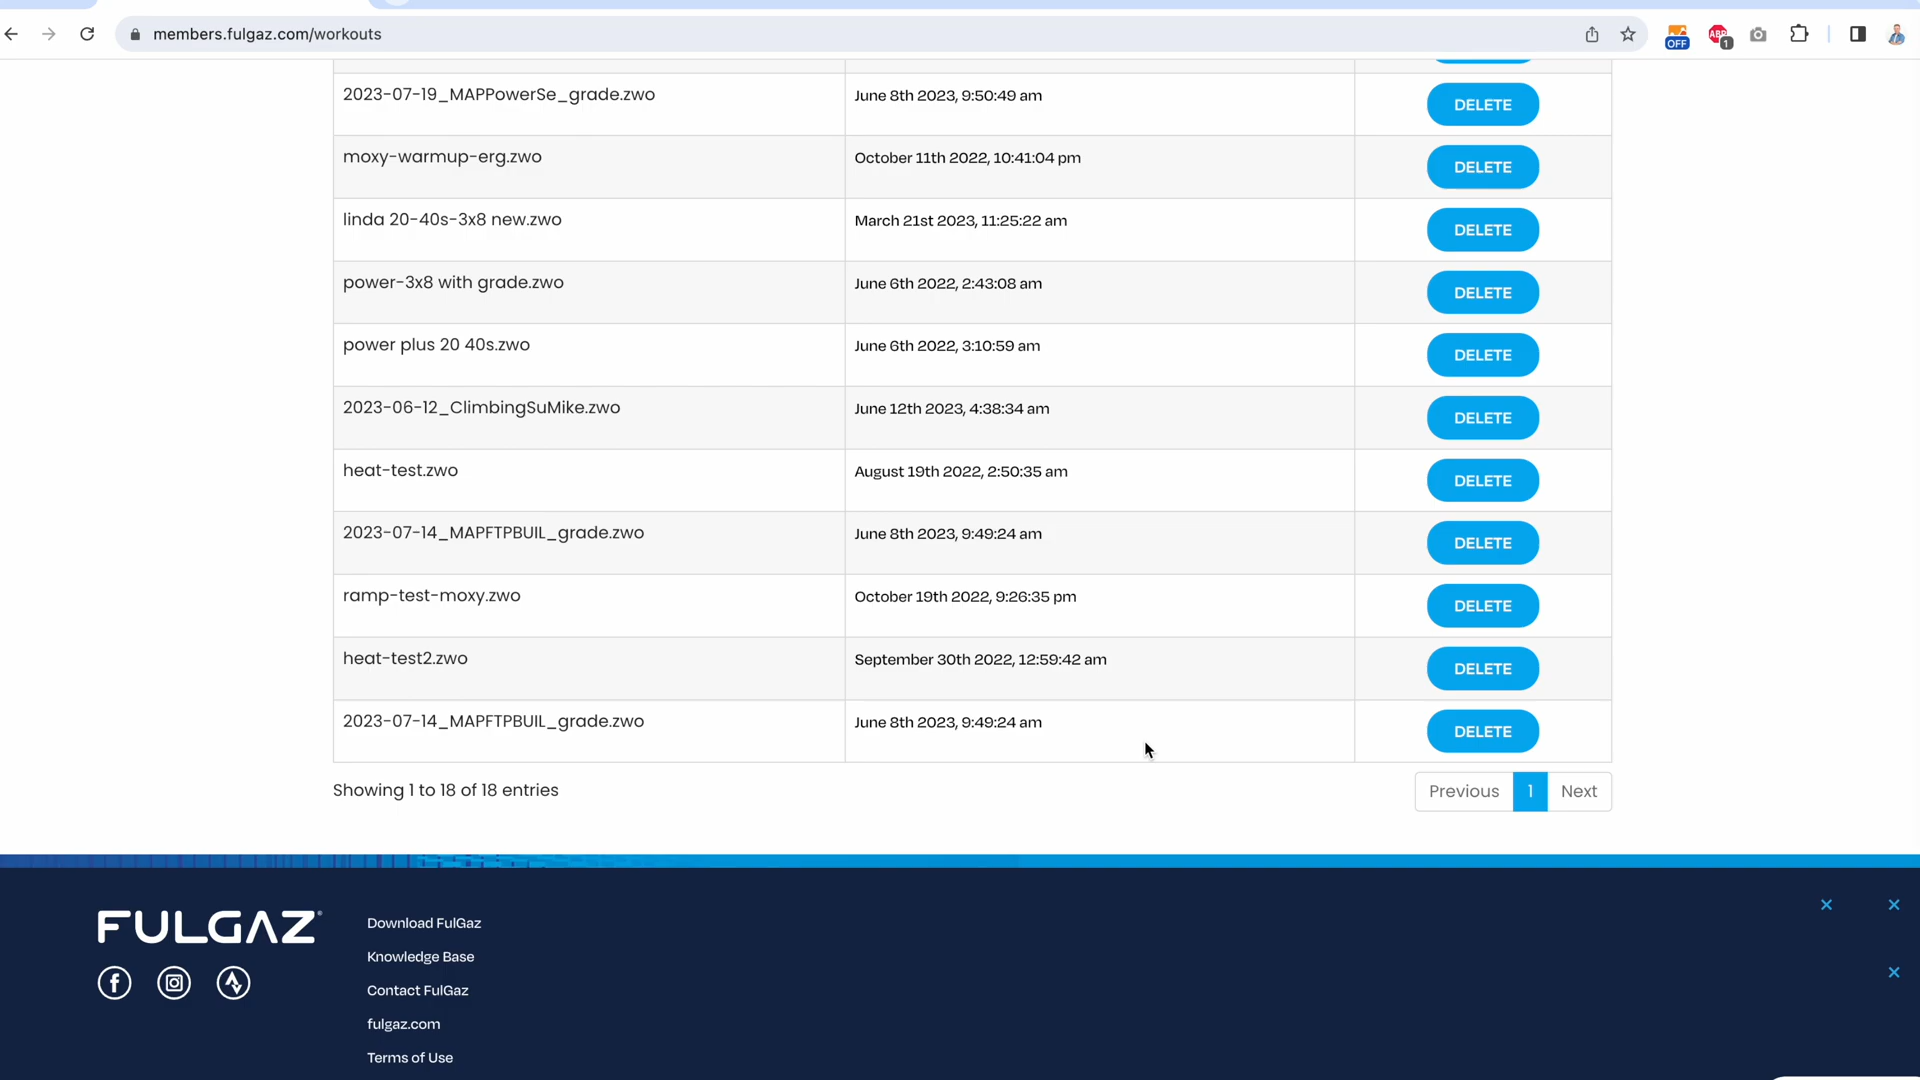 members.fulgaz.com/workouts
OFF
ABP
1
2023-07-19_MAPPowerSe_grade.zwo June 8th 2023, 9:50:49 am DELETE
moxy-warmup-erg.zwo October 11th 2022, 10:41:04 pm DELETE
linda 20-40s-3x8 new.zwo March 21st 2023, 11:25:22 am DELETE
power-3x8 with grade.zwo June 6th 2022, 2:43:08 am DELETE
power plus 20 40s.zwo June 6th 2022, 3:10:59 am DELETE
2023-06-12_ClimbingSuMike.zwo June 12th 2023, 4:38:34 am DELETE
heat-test.zwo August 19th 2022, 2:50:35 am DELETE
2023-07-14_MAPFTPBUIL_grade.zwo June 8th 2023, 9:49:24 am DELETE
ramp-test-moxy.zwo October 19th 2022, 9:26:35 pm DELETE
heat-test2.zwo September 30th 2022, 12:59:42 am DELETE
2023-07-14_MAPFTPBUIL_grade.zwo June 8th 2023, 9:49:24 am DELETE
Showing 1 to 18 of 18 entries Previous 1 Next
FULGAZ
Download FulGaz
Knowledge Base
Contact FulGaz
fulgaz.com
Terms of Use